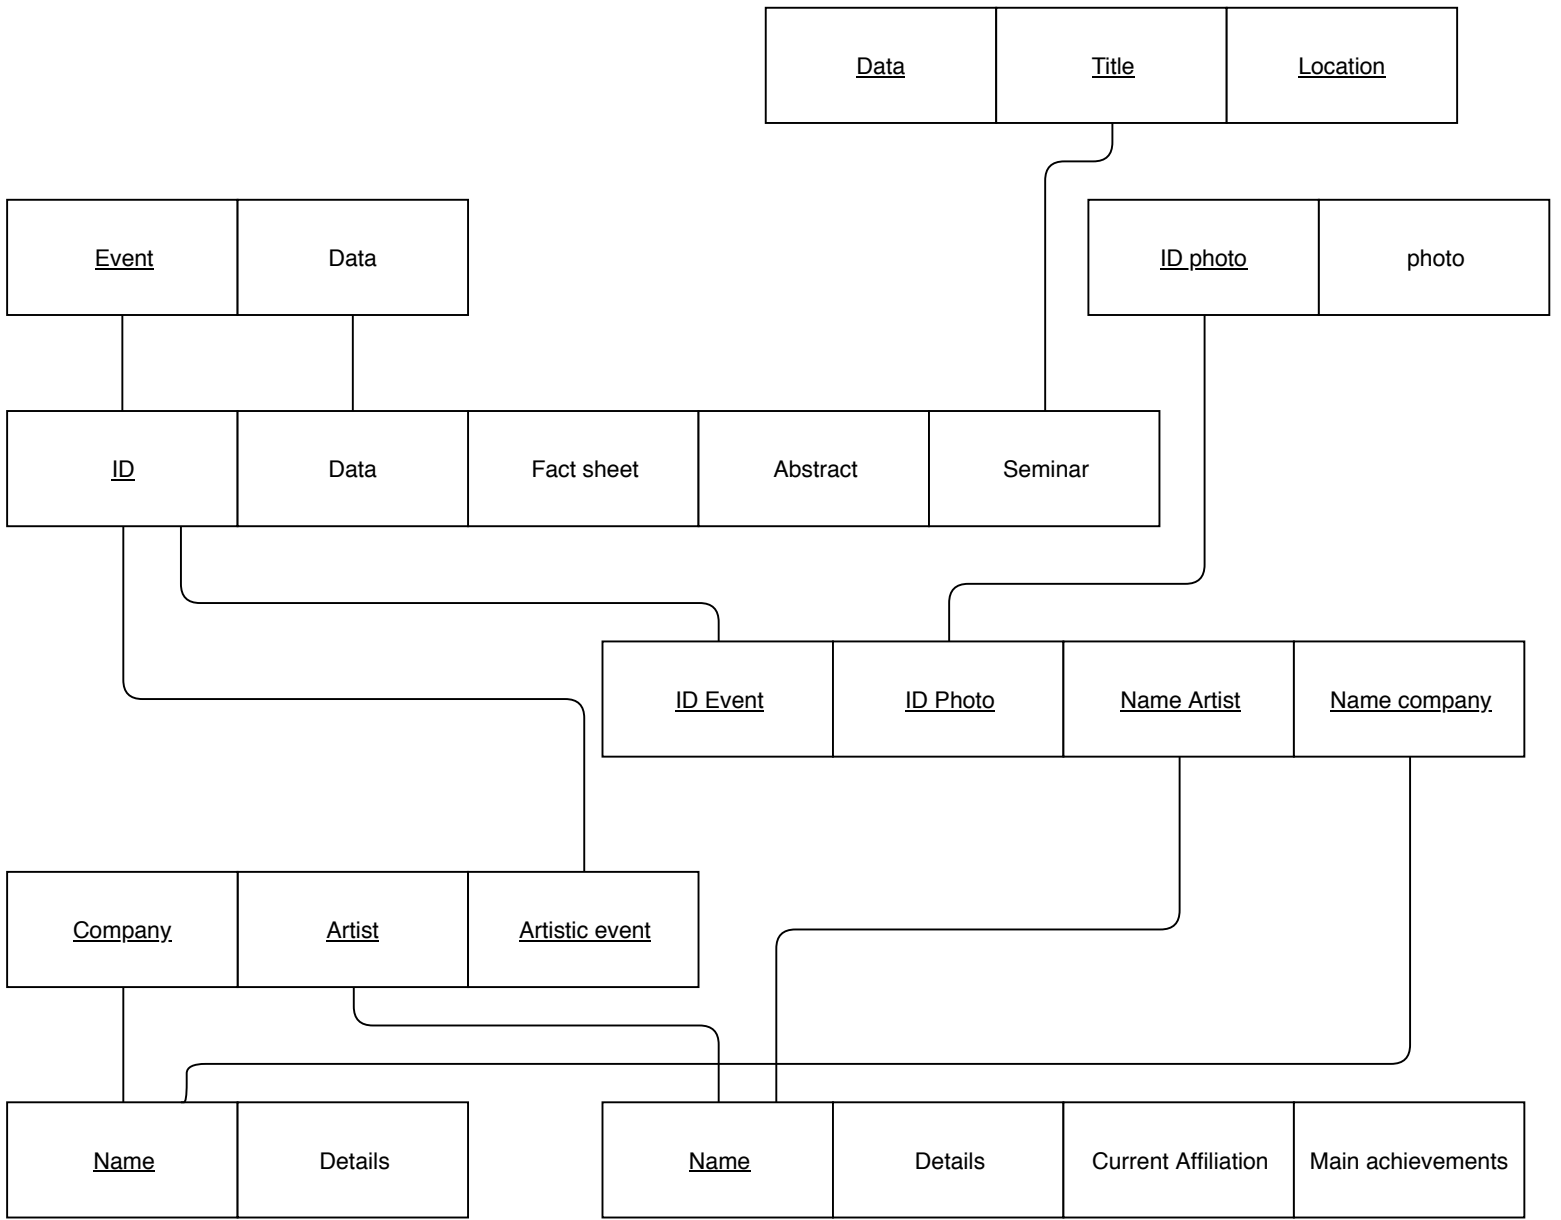 Data
Title
Location
Event
Data
ID photo
photo
ID
Data
Fact sheet
Abstract
Seminar
ID Event
ID Photo
Name Artist
Name company
Company
Artist
Artistic event
Name
Details
Name
Details
Current Affiliation
Main achievements